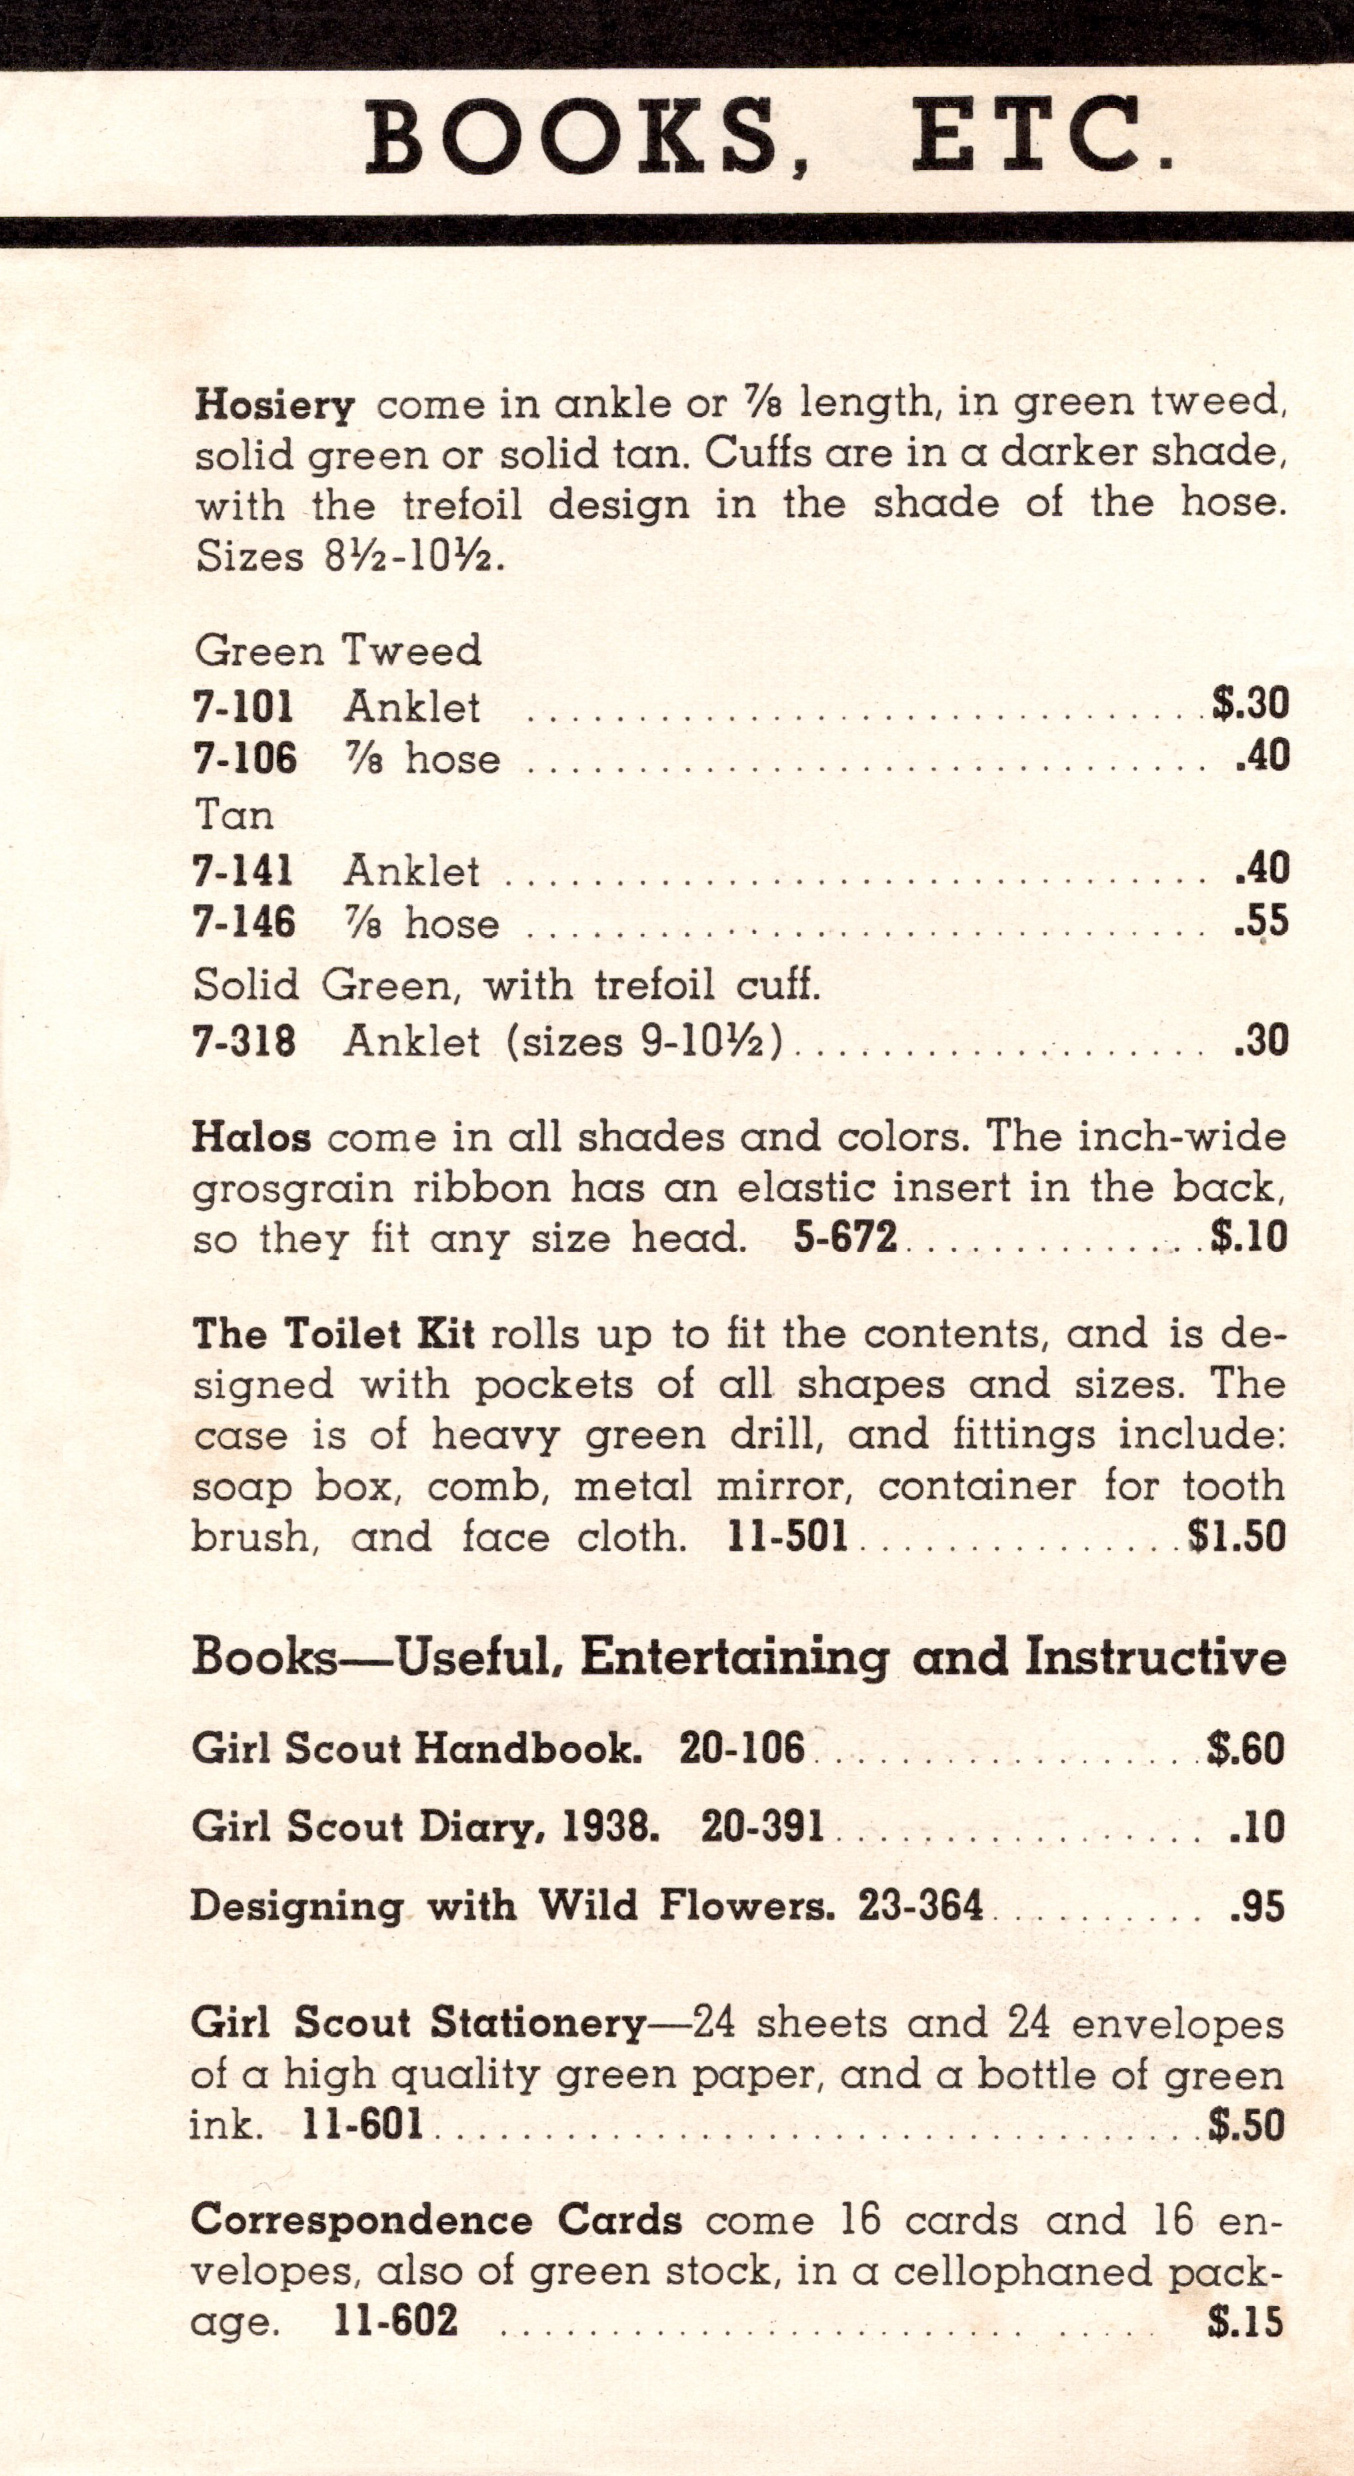 BOOKS, ETC.
Hosiery come in ankle or ⅞ length, in green tweed,
solid green or solid tan. Cuffs are in a darker shade,
with the trefoil design in the shade of the hose.
Sizes 8½-10½.
Green Tweed
7-101 Anklet ................................ $.30
7-106 ⅞ hose ................................ .40
Tan
7-141 Anklet ................................ .40
7-146 ⅞ hose ................................ .55
Solid Green, with trefoil cuff.
7-318 Anklet (sizes 9-10½)................... .30
Halos come in all shades and colors. The inch-wide
grosgrain ribbon has an elastic insert in the back,
so they fit any size head. 5-672..............$.10
The Toilet Kit rolls up to fit the contents, and is de-
signed with pockets of all shapes and sizes. The
case is of heavy green drill, and fittings include:
soap box, comb, metal mirror, container for tooth
brush, and face cloth. 11-501...............$1.50
Books—Useful, Entertaining and Instructive
Girl Scout Handbook. 20-106..................$.60
Girl Scout Diary, 1938. 20-391................. .10
Designing with Wild Flowers. 23-364.......... .95
Girl Scout Stationery—24 sheets and 24 envelopes
of a high quality green paper, and a bottle of green
ink. 11-601...................................$.50
Correspondence Cards come 16 cards and 16 en-
velopes, also of green stock, in a cellophaned pack-
age. 11-602 ............................. $.15